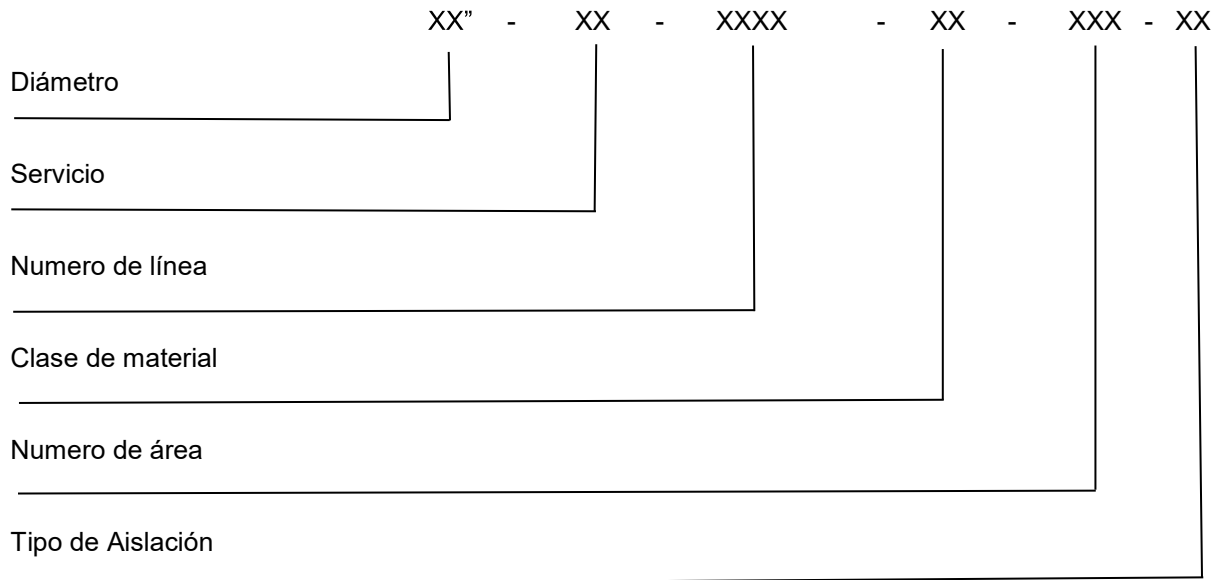 XX” - XX - XXXX - XX - XXX - XX
Diámetro
Servicio
Numero de línea
Clase de material
Numero de área
Tipo de Aislación